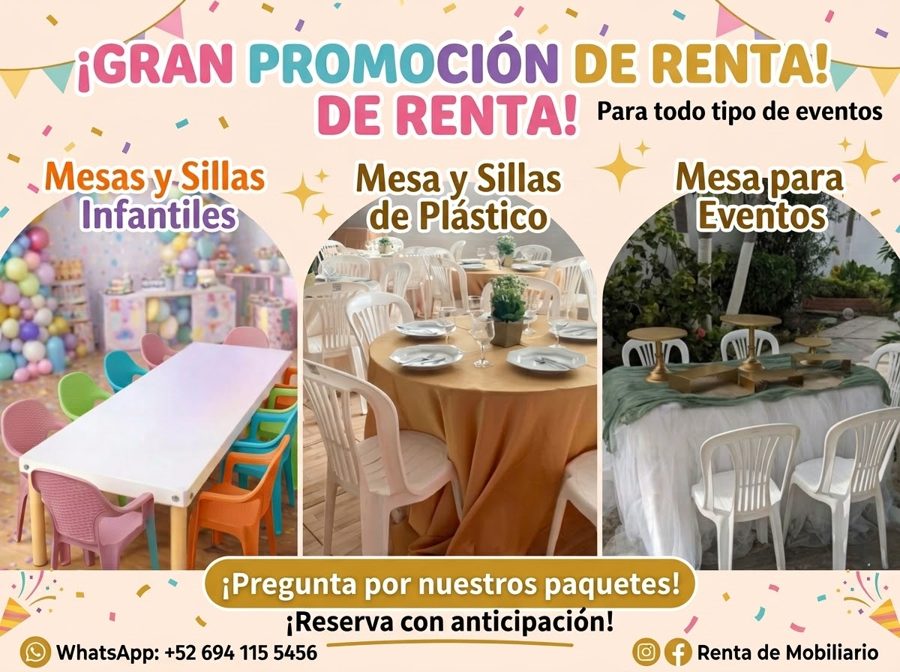 ¡GRAN PROMOCIÓN DE RENTA!
DE RENTA!
Para todo tipo de eventos
Mesas y Sillas
Infantiles
Mesa y Sillas
de Plástico
Mesa para
Eventos
¡Pregunta por nuestros paquetes!
¡Reserva con anticipación!
WhatsApp: +52 694 115 5456
Renta de Mobiliario